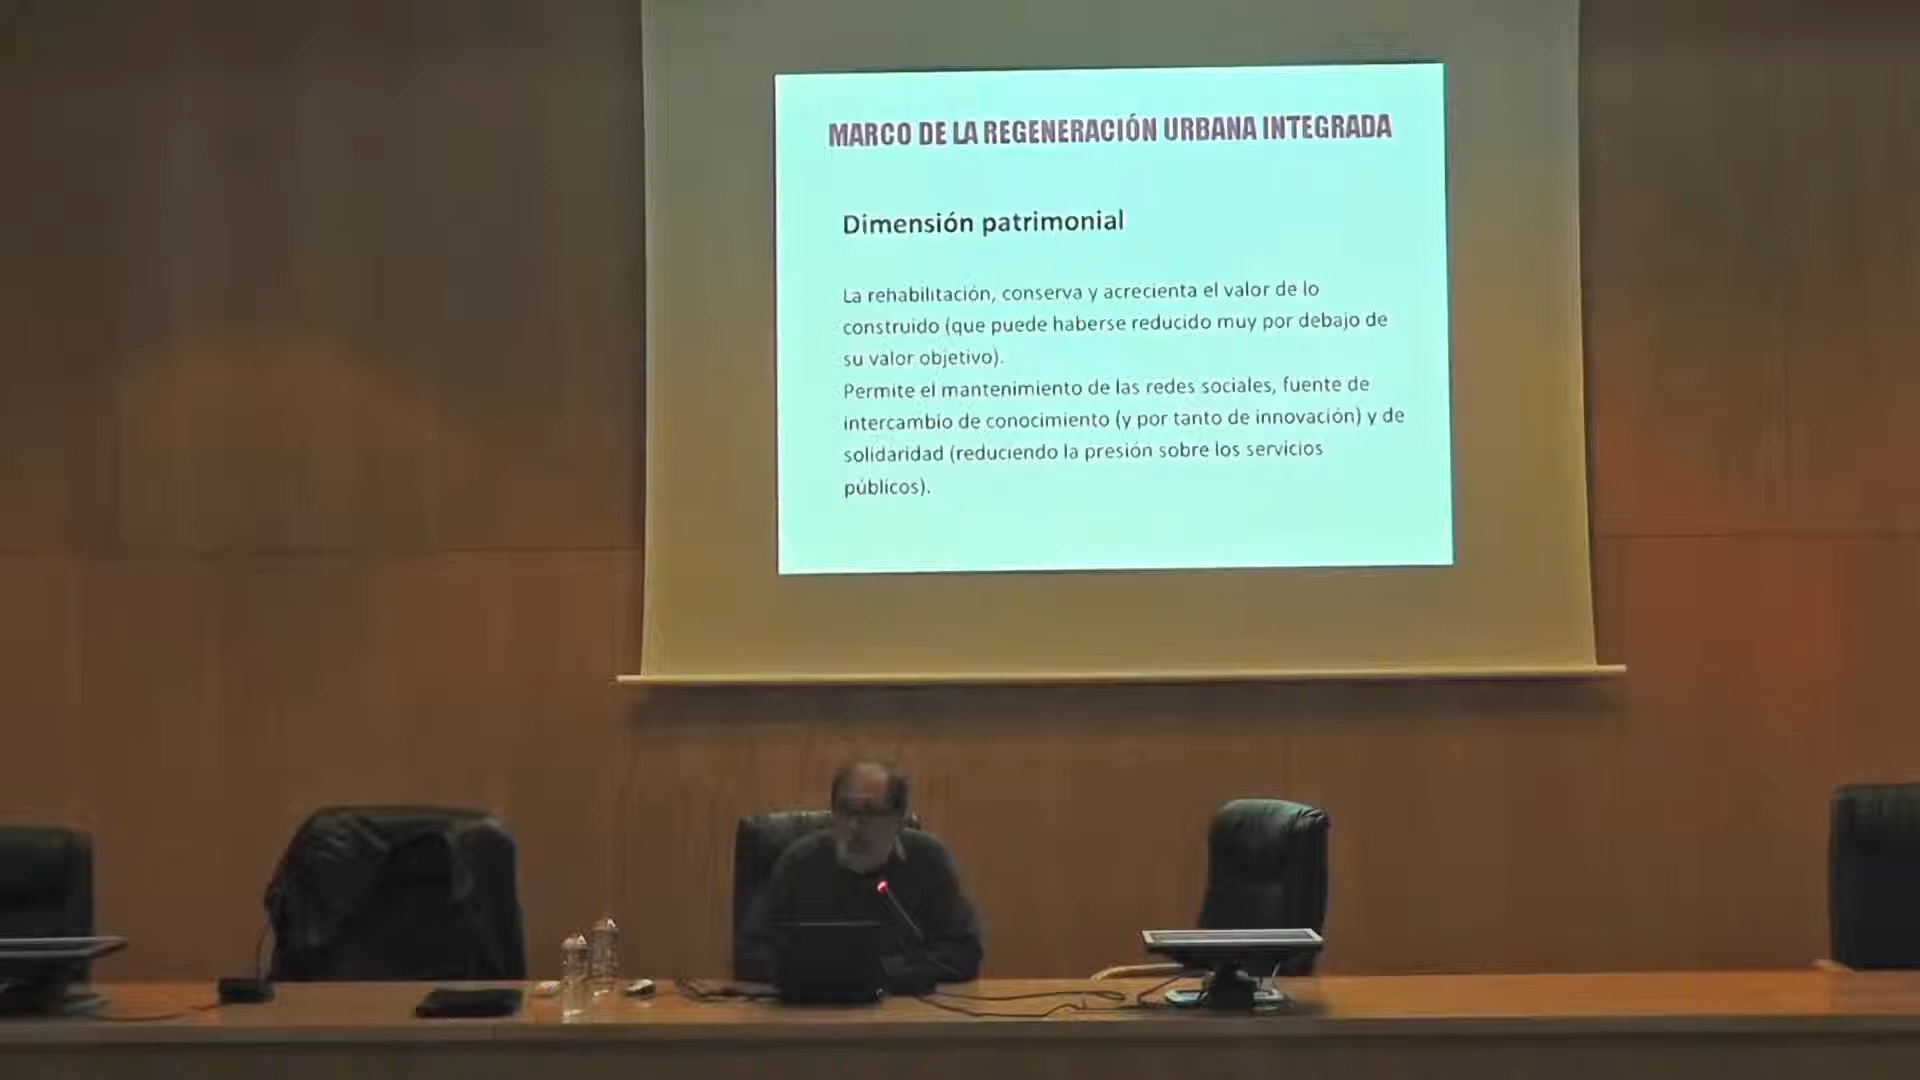 MARCO DE LA REGENERACIÓN URBANA INTEGRADA
Dimensión patrimonial
La rehabilitación, conserva y acrecienta el valor de lo
construido (que puede haberse reducido muy por debajo de
su valor objetivo).
Permite el mantenimiento de las redes sociales, fuente de
intercambio de conocimiento (y por tanto de innovación) y de
solidaridad (reduciendo la presión sobre los servicios
públicos).